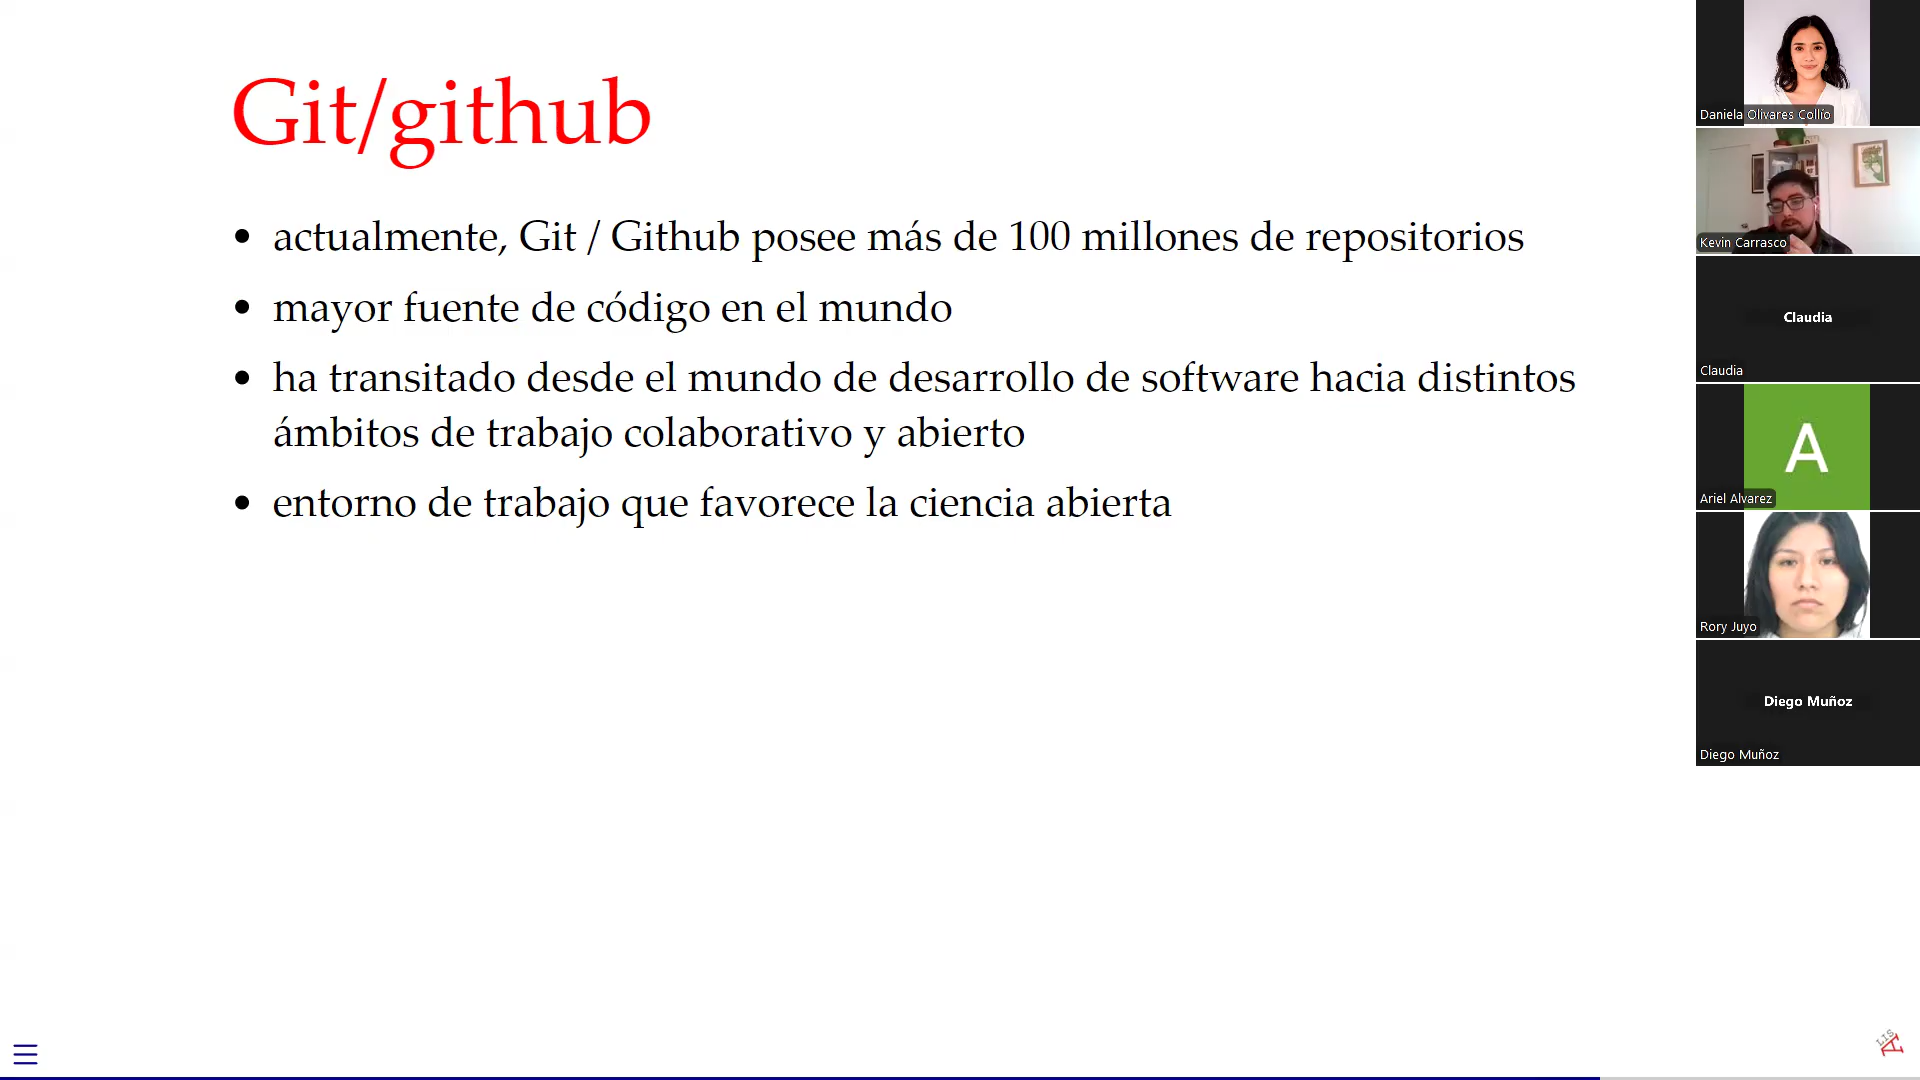 Git/github
• actualmente, Git / Github posee más de 100 millones de repositorios
• mayor fuente de código en el mundo
• ha transitado desde el mundo de desarrollo de software hacia distintos
ámbitos de trabajo colaborativo y abierto
• entorno de trabajo que favorece la ciencia abierta
Daniela Olivares Collío
Kevin Carrasco
Claudia
Claudia
A
Ariel Alvarez
Rory Juyo
Diego Muñoz
Diego Muñoz
LIS
A